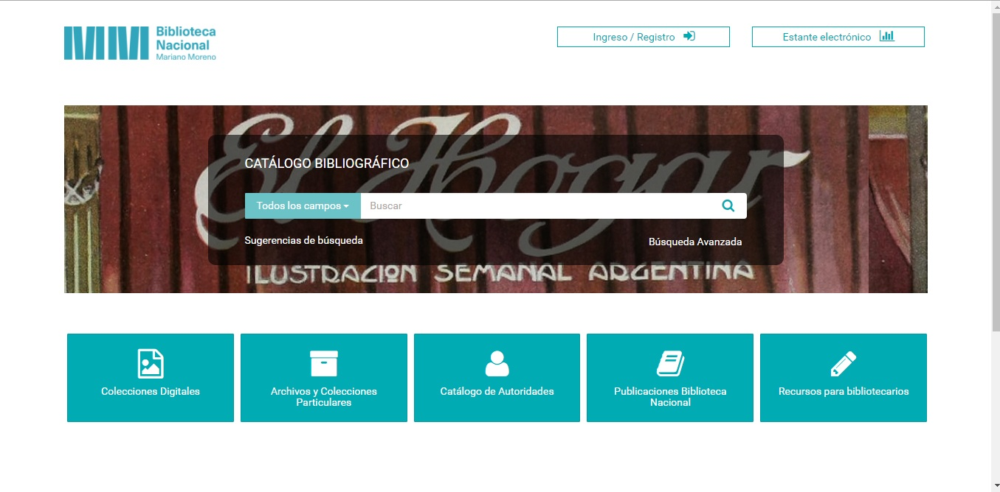 Biblioteca
Nacional
Mariano Moreno
Ingreso / Registro
Estante electrónico
El Hogar
CATÁLOGO BIBLIOGRÁFICO
Todos los campos
Buscar
Sugerencias de búsqueda
Búsqueda Avanzada
ILUSTRACION SEMANAL ARGENTINA
Colecciones Digitales
Archivos y Colecciones
Particulares
Catálogo de Autoridades
Publicaciones Biblioteca
Nacional
Recursos para bibliotecarios